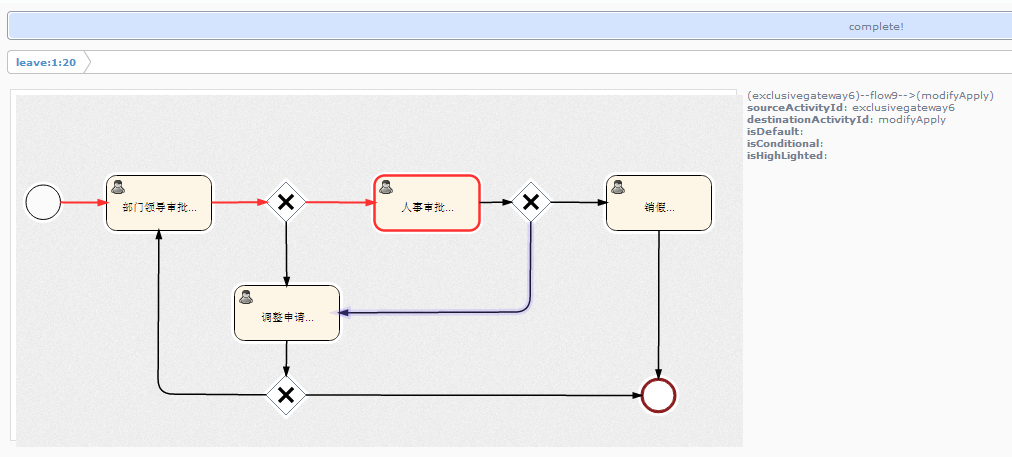 complete!
leave:1:20
(exclusivegateway6)--flow9-->(modifyApply)
sourceActivityId: exclusivegateway6
destinationActivityId: modifyApply
isDefault:
isConditional:
isHighLighted:
部门领导审批...
人事审批...
销假...
调整申请...